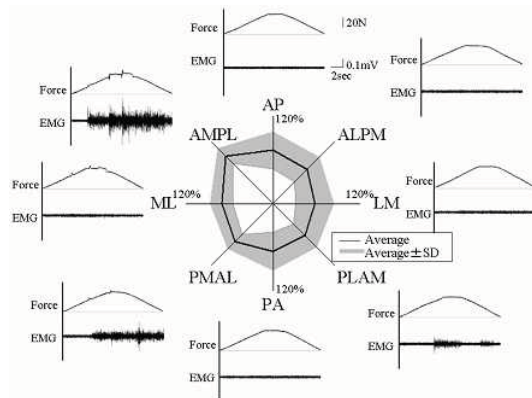 Force
20N
EMG
0.1mV
2sec
Force
EMG
Force
EMG
AP
120%
AMPL
ALPM
Force
EMG
ML
120%
120%
LM
Force
EMG
Average
Average±SD
PMAL
PLAM
120%
PA
Force
EMG
Force
EMG
Force
EMG